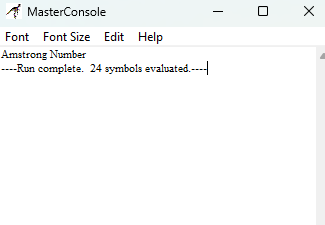 MasterConsole
Font Font Size Edit Help
Amstrong Number
----Run complete.  24 symbols evaluated.----